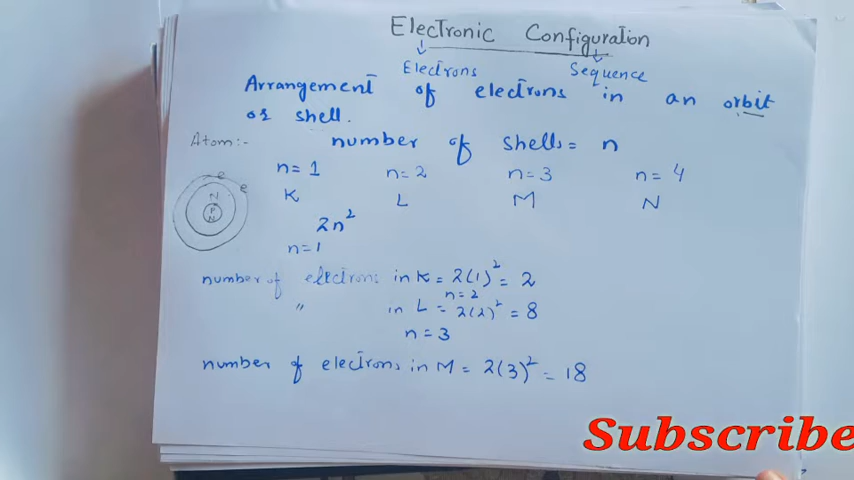 Electronic Configuration
Electrons Sequence
Arrangement of electrons in an orbit
or shell.
Atom:- number of shells = n
n=1 n=2 n=3 n=4
K L M N
e
e
N
P
N
2n²
n=1
number of electrons in K = 2(1)² = 2
n=2
" in L = 2(2)² = 8
n=3
number of electrons in M = 2(3)² = 18
Subscribe